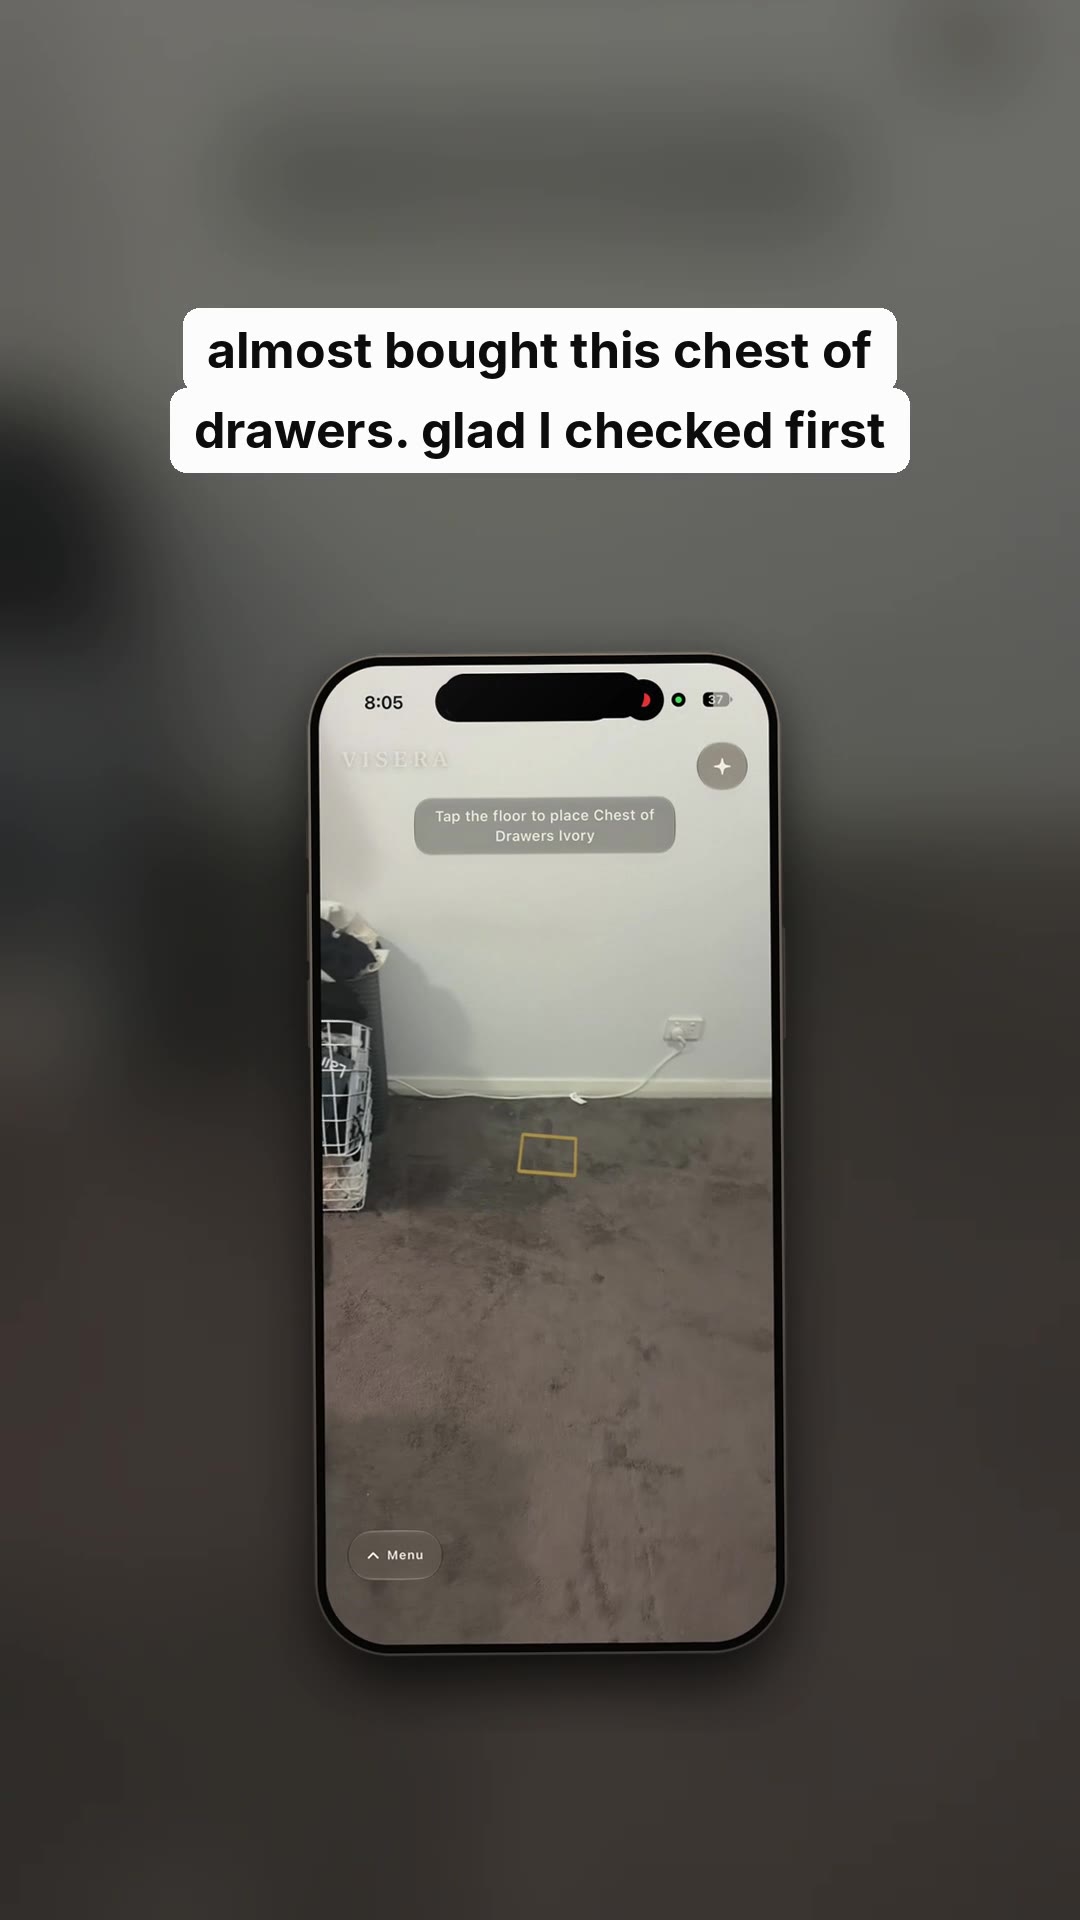 almost bought this chest of
drawers. glad I checked first
8:05
37
VISERA
Tap the floor to place Chest of
Drawers Ivory
Menu